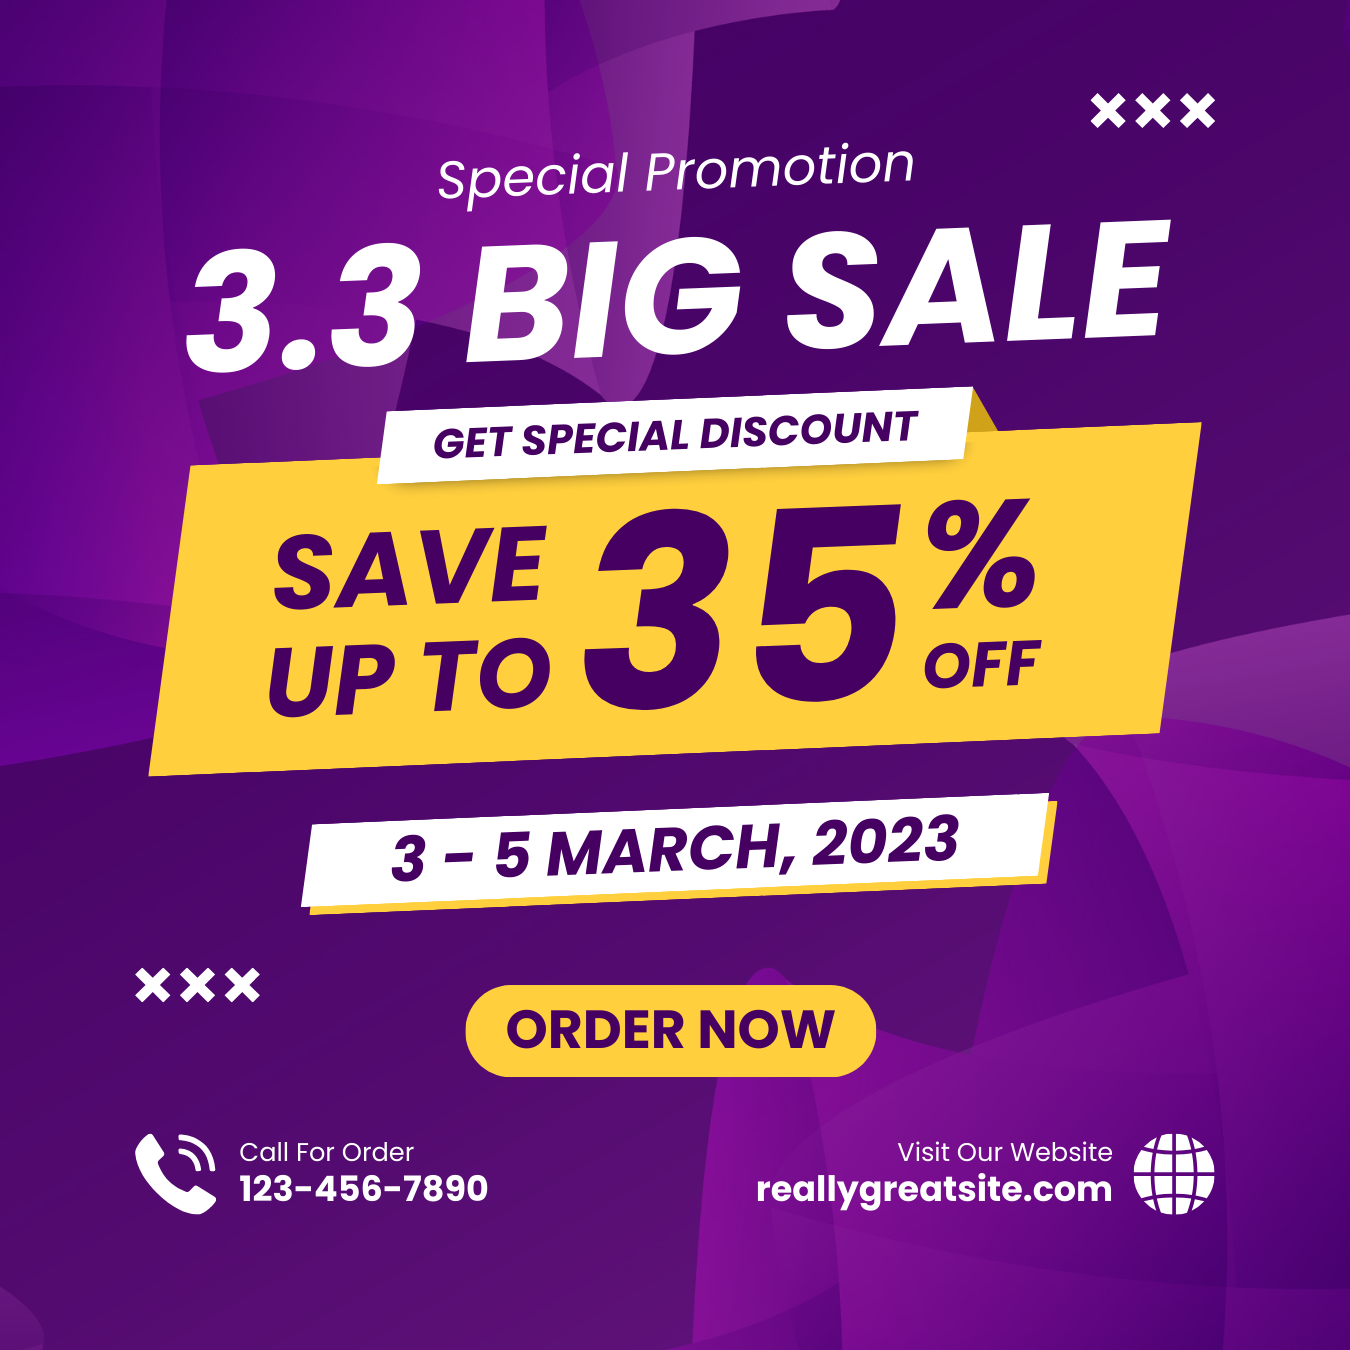 Special Promotion
3.3 BIG SALE
GET SPECIAL DISCOUNT
SAVE
UP TO
35%
OFF
3 - 5 MARCH, 2023
ORDER NOW
Call For Order
123-456-7890
Visit Our Website
reallygreatsite.com